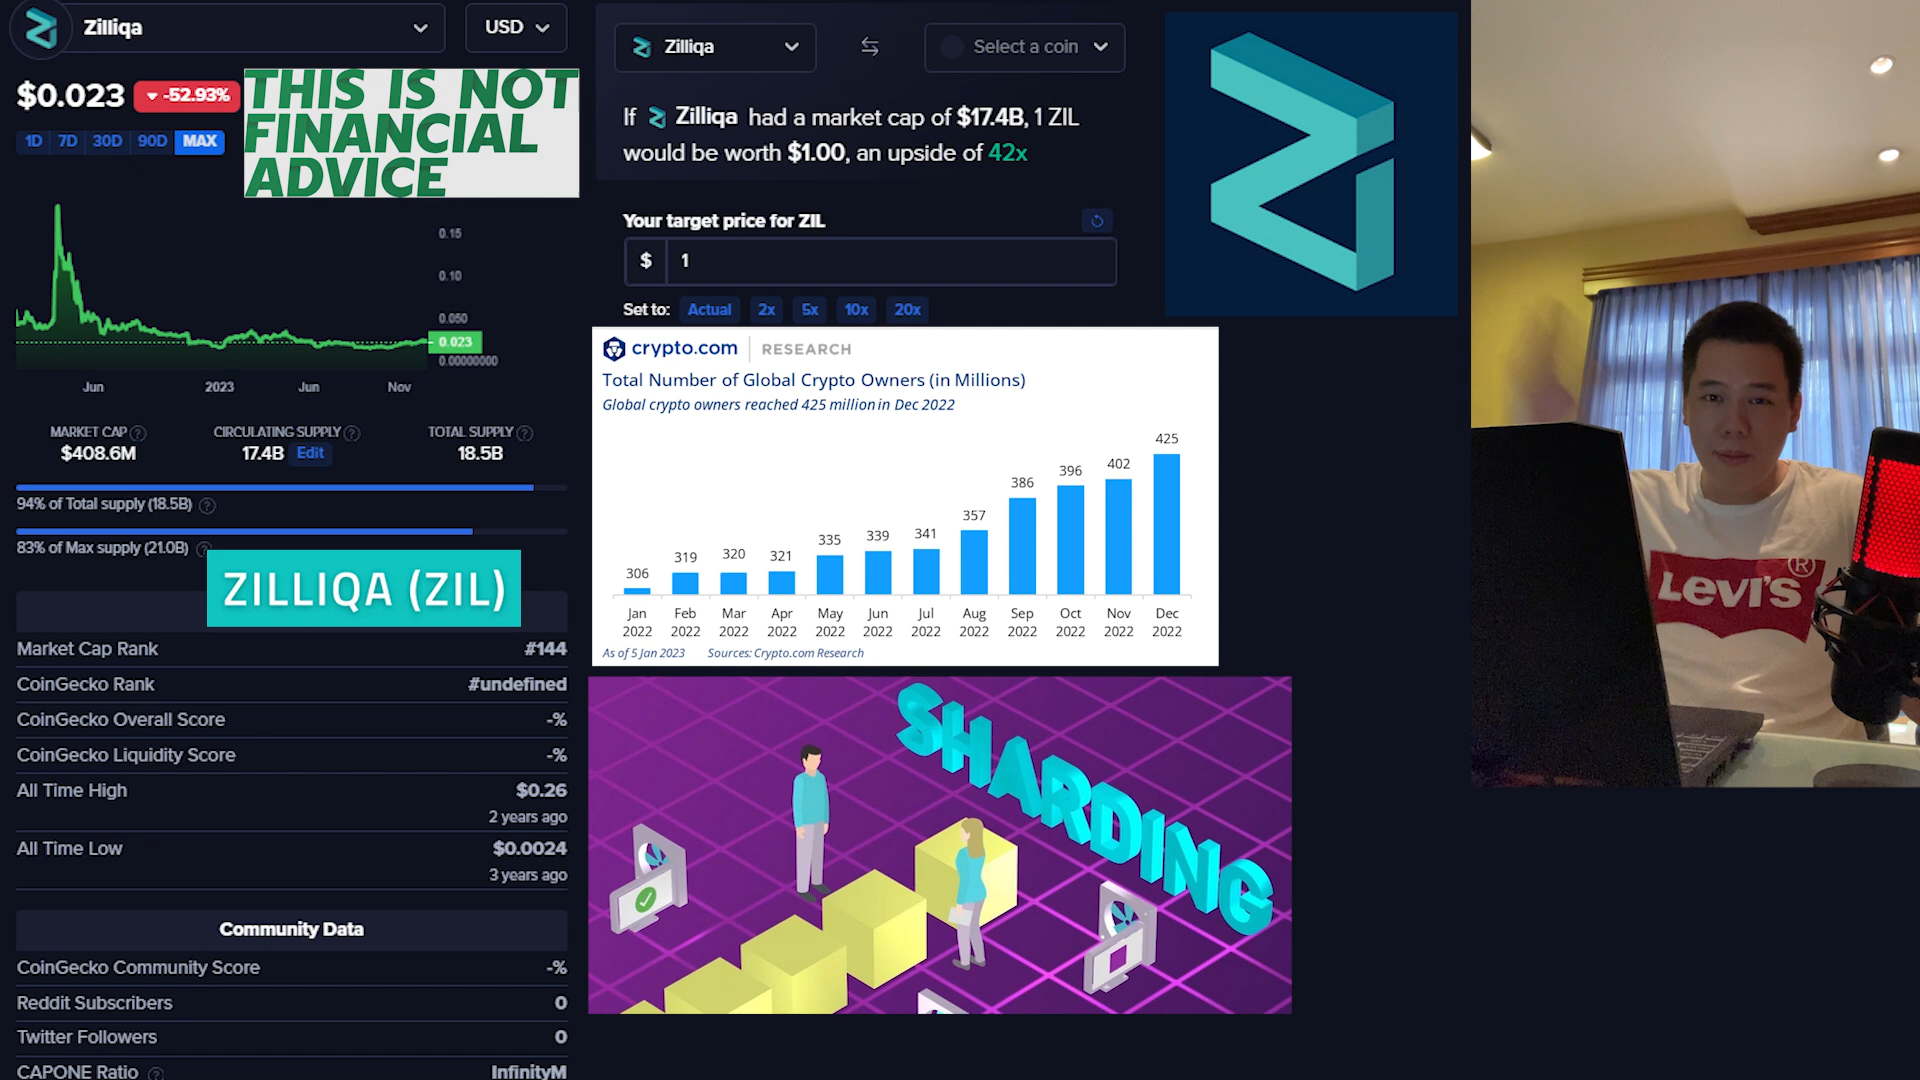 Zilliqa
USD
$0.023
-52.93%
1D 7D 30D 90D MAX
THIS IS NOT
FINANCIAL
ADVICE
0.15
0.10
0.050
0.023
0.00000000
Jun 2023 Jun Nov
MARKET CAP ? CIRCULATING SUPPLY ? TOTAL SUPPLY ?
$408.6M 17.4B Edit 18.5B
94% of Total supply (18.5B) ?
83% of Max supply (21.0B) ?
ZILLIQA (ZIL)
Market Cap Rank #144
CoinGecko Rank #undefined
CoinGecko Overall Score -%
CoinGecko Liquidity Score -%
All Time High $0.26
2 years ago
All Time Low $0.0024
3 years ago
Community Data
CoinGecko Community Score -%
Reddit Subscribers 0
Twitter Followers 0
CAPONE Ratio ? InfinityM
Zilliqa
Select a coin
If Zilliqa had a market cap of $17.4B, 1 ZIL
would be worth $1.00, an upside of 42x
Your target price for ZIL
$ 1
Set to: Actual 2x 5x 10x 20x
crypto.com RESEARCH
Total Number of Global Crypto Owners (in Millions)
Global crypto owners reached 425 million in Dec 2022
306 319 320 321 335 339 341 357 386 396 402 425
Jan Feb Mar Apr May Jun Jul Aug Sep Oct Nov Dec
2022 2022 2022 2022 2022 2022 2022 2022 2022 2022 2022 2022
As of 5 Jan 2023 Sources: Crypto.com Research
SHARDING
Levi's ®